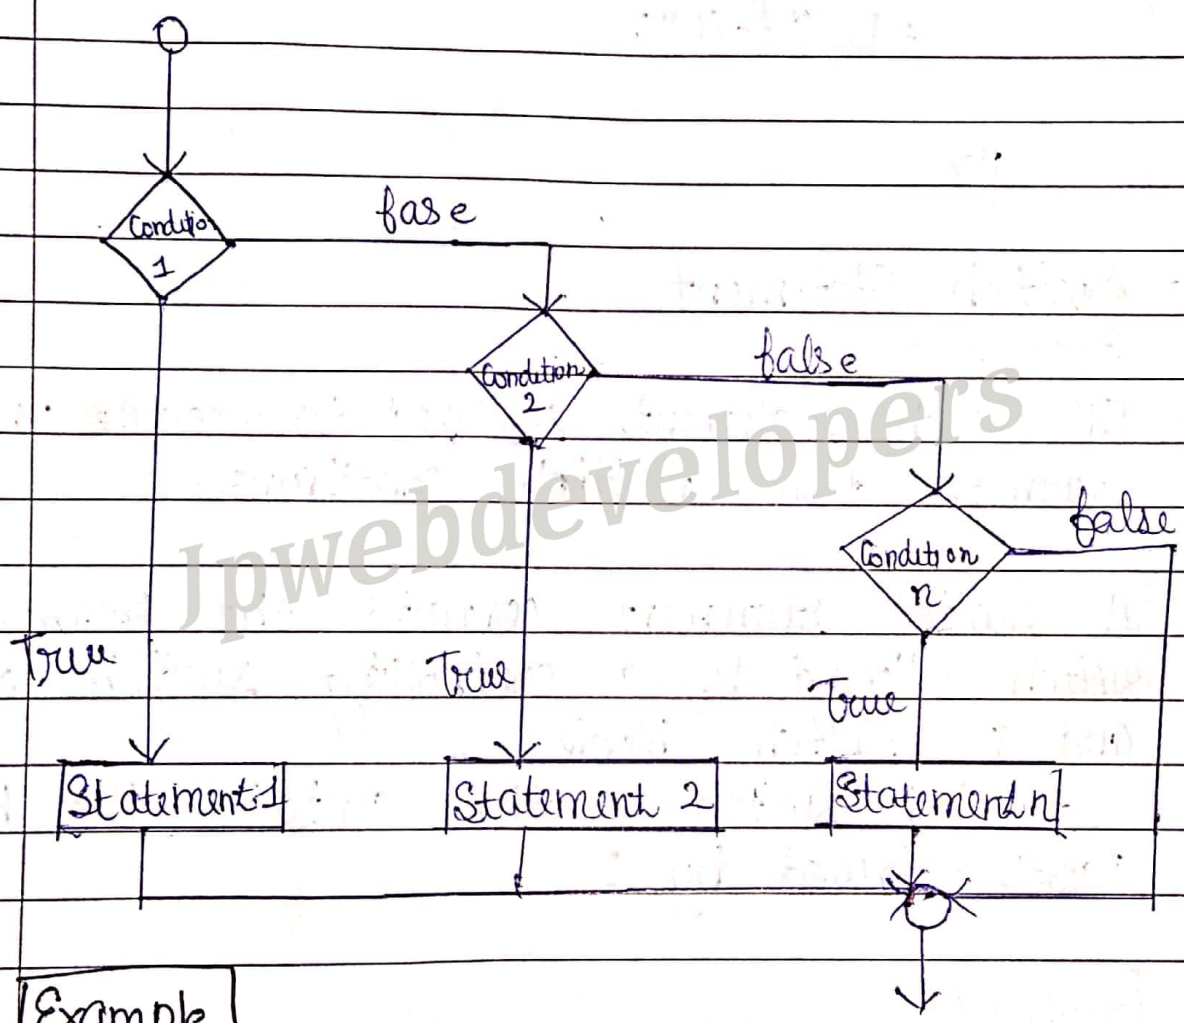 Condition
1
fase
Condition
2
false
Condition
n
false
Jpwebdevelopers
True
True
True
Statement 1
Statement 2
Statement n
Example